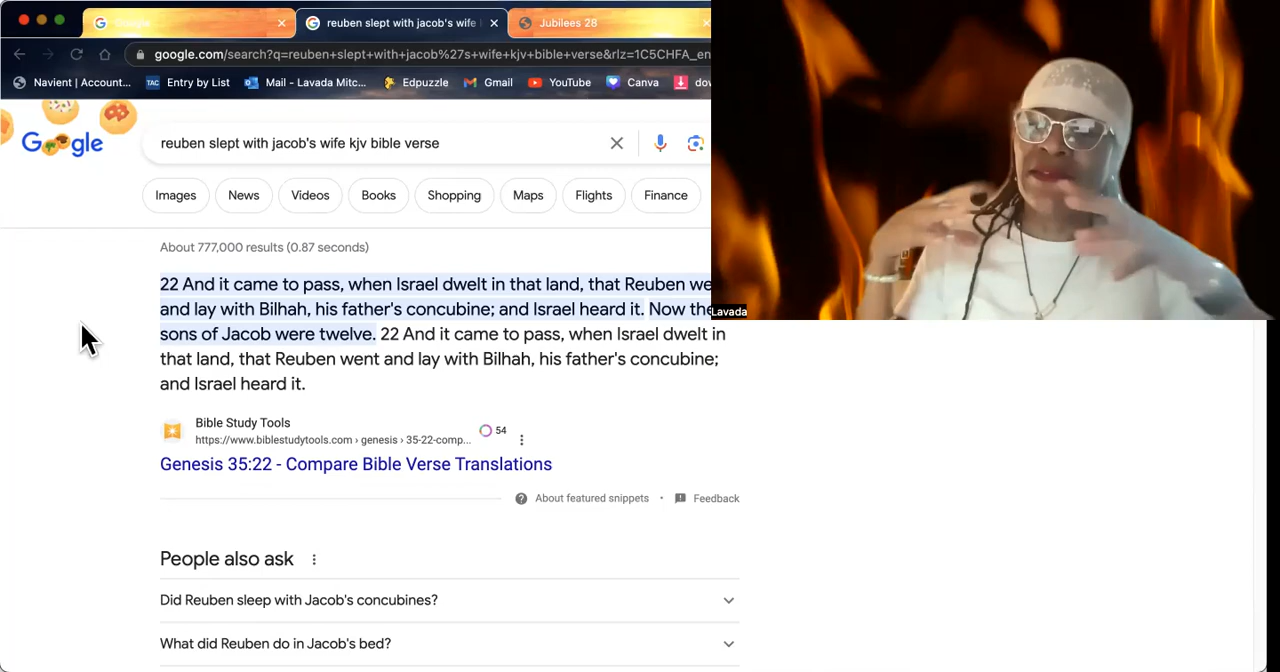 Google
reuben slept with jacob's wife
Jubilees 28
google.com/search?q=reuben+slept+with+jacob%27s+wife+kjv+bible+verse&rlz=1C5CHFA_en
Navient | Account... TAC Entry by List Mail - Lavada Mitc... Edpuzzle Gmail YouTube Canva dow
Google
reuben slept with jacob's wife kjv bible verse
Images News Videos Books Shopping Maps Flights Finance
About 777,000 results (0.87 seconds)
22 And it came to pass, when Israel dwelt in that land, that Reuben we
and lay with Bilhah, his father's concubine; and Israel heard it. Now the
sons of Jacob were twelve. 22 And it came to pass, when Israel dwelt in
that land, that Reuben went and lay with Bilhah, his father's concubine;
and Israel heard it.
Lavada
Bible Study Tools
https://www.biblestudytools.com › genesis › 35-22-comp...
54
Genesis 35:22 - Compare Bible Verse Translations
About featured snippets • Feedback
People also ask
Did Reuben sleep with Jacob's concubines?
What did Reuben do in Jacob's bed?